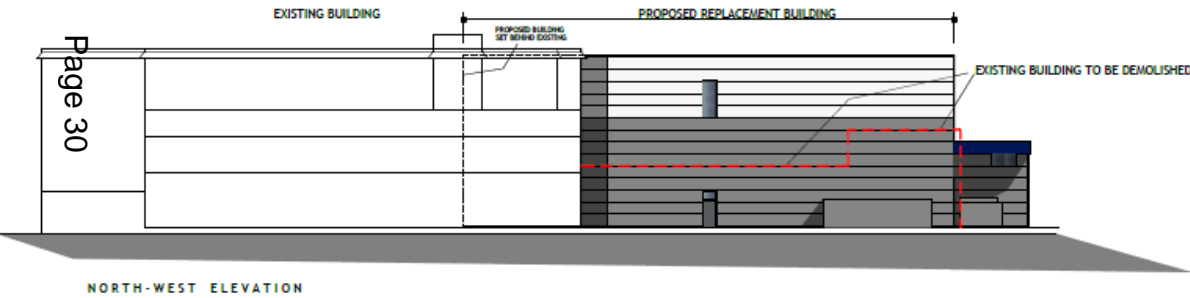 EXISTING BUILDING
PROPOSED REPLACEMENT BUILDING
PROPOSED BUILDING
SET BEHIND EXISTING
EXISTING BUILDING TO BE DEMOLISHED
Page 30
NORTH-WEST ELEVATION